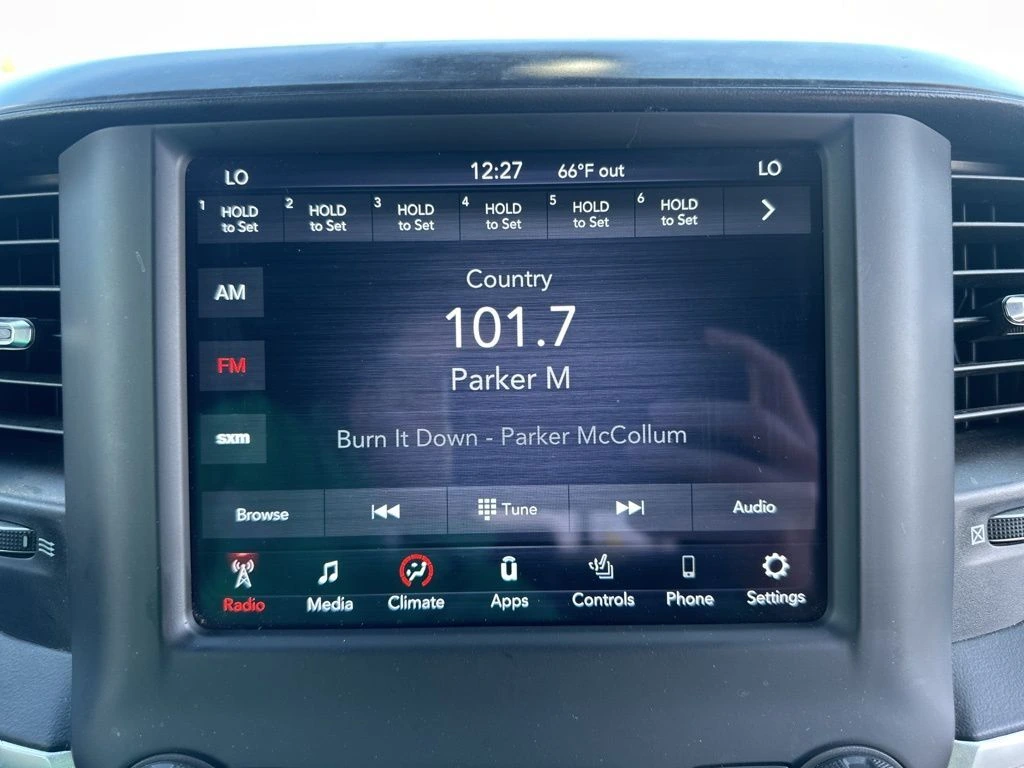 LO 12:27 66°F out LO
1 HOLD to Set
2 HOLD to Set
3 HOLD to Set
4 HOLD to Set
5 HOLD to Set
6 HOLD to Set
AM
FM
sxm
Country
101.7
Parker M
Burn It Down - Parker McCollum
Browse Tune Audio
Radio Media Climate Apps Controls Phone Settings